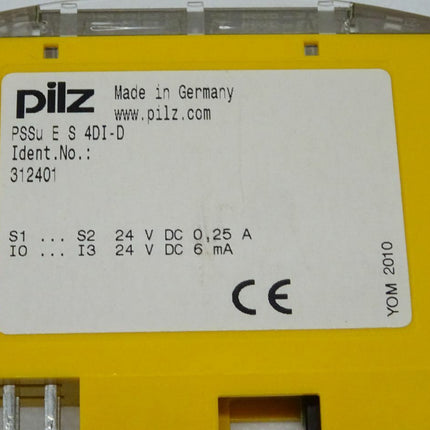 pilz Made in Germany
www.pilz.com
PSSu E S 4DI-D
Ident.No.:
312401
S1 ... S2 24 V DC 0,25 A
I0 ... I3 24 V DC 6 mA
CE
YOM 2010